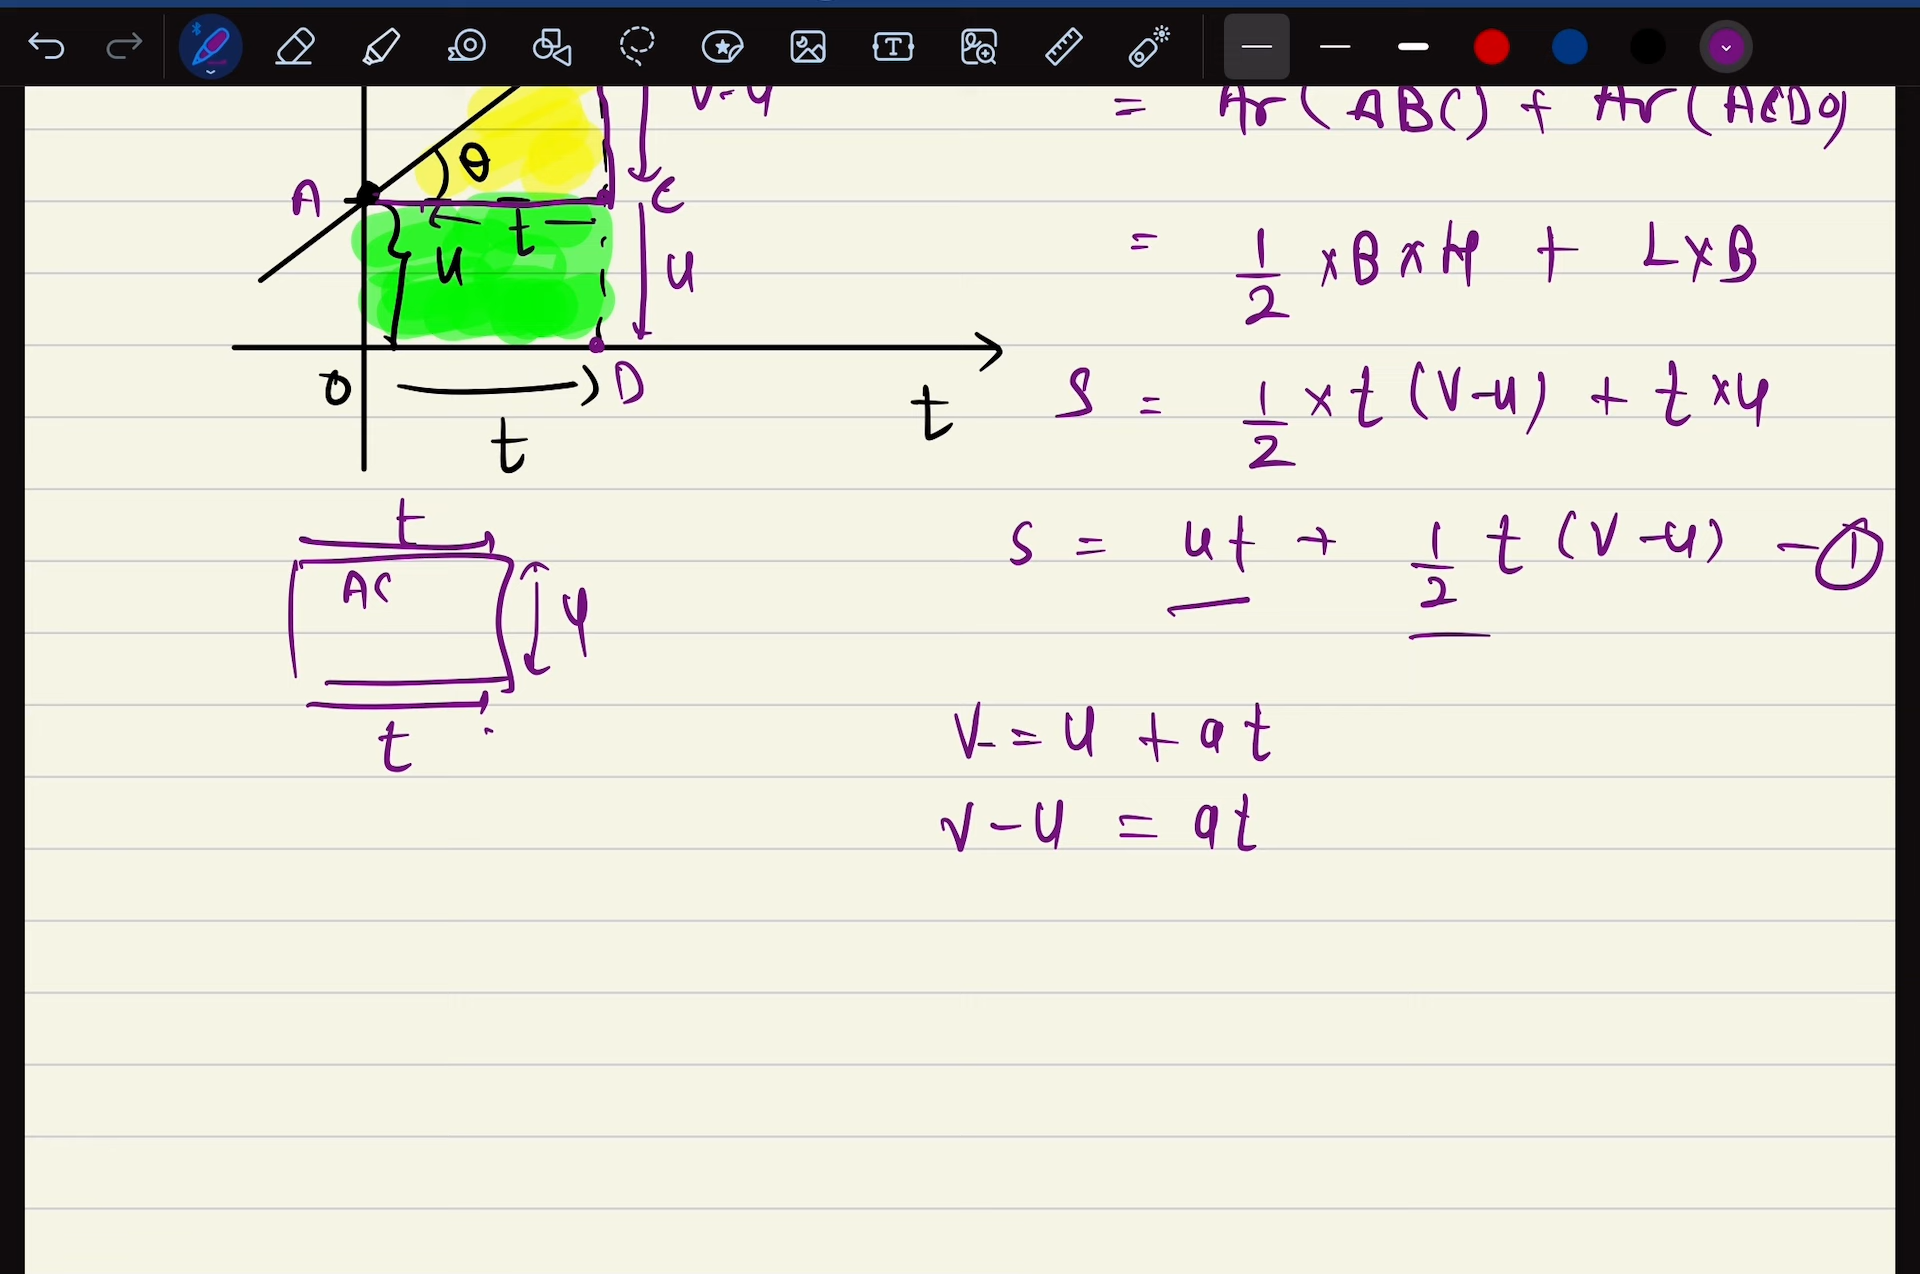 V-u
= Ar(ABC) + Ar(ACDO)
A
θ
C
t
u
u
= 1/2 × B × H + L × B
O
D
t
t
S = 1/2 × t (V-u) + t × u
t
S = ut + 1/2 t (V-u) - ①
AC
u
t
V = u + at
V-u = at